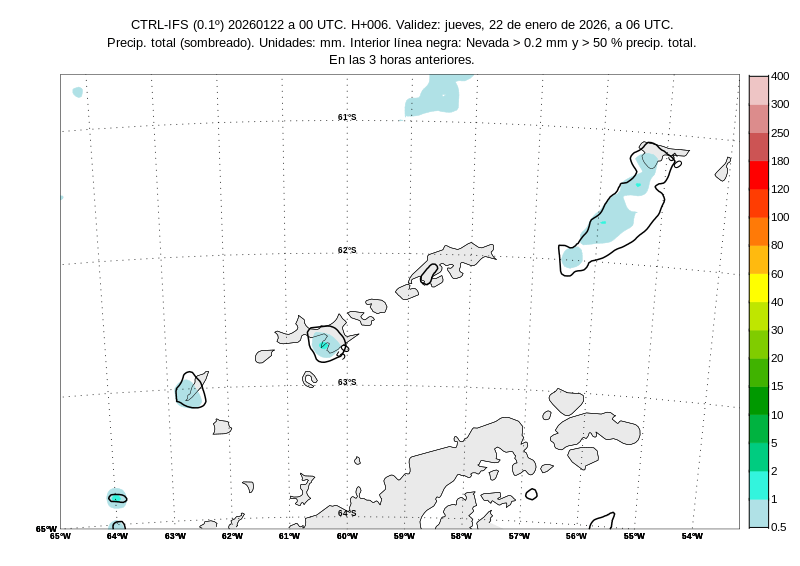 CTRL-IFS (0.1º) 20260122 a 00 UTC. H+006. Validez: jueves, 22 de enero de 2026, a 06 UTC.
Precip. total (sombreado). Unidades: mm. Interior línea negra: Nevada > 0.2 mm y > 50 % precip. total.
En las 3 horas anteriores.
61°S
62°S
63°S
64°S
65°W
65°W 64°W 63°W 62°W 61°W 60°W 59°W 58°W 57°W 56°W 55°W 54°W
400
300
250
180
120
100
80
60
40
30
20
15
10
5
2
1
0.5